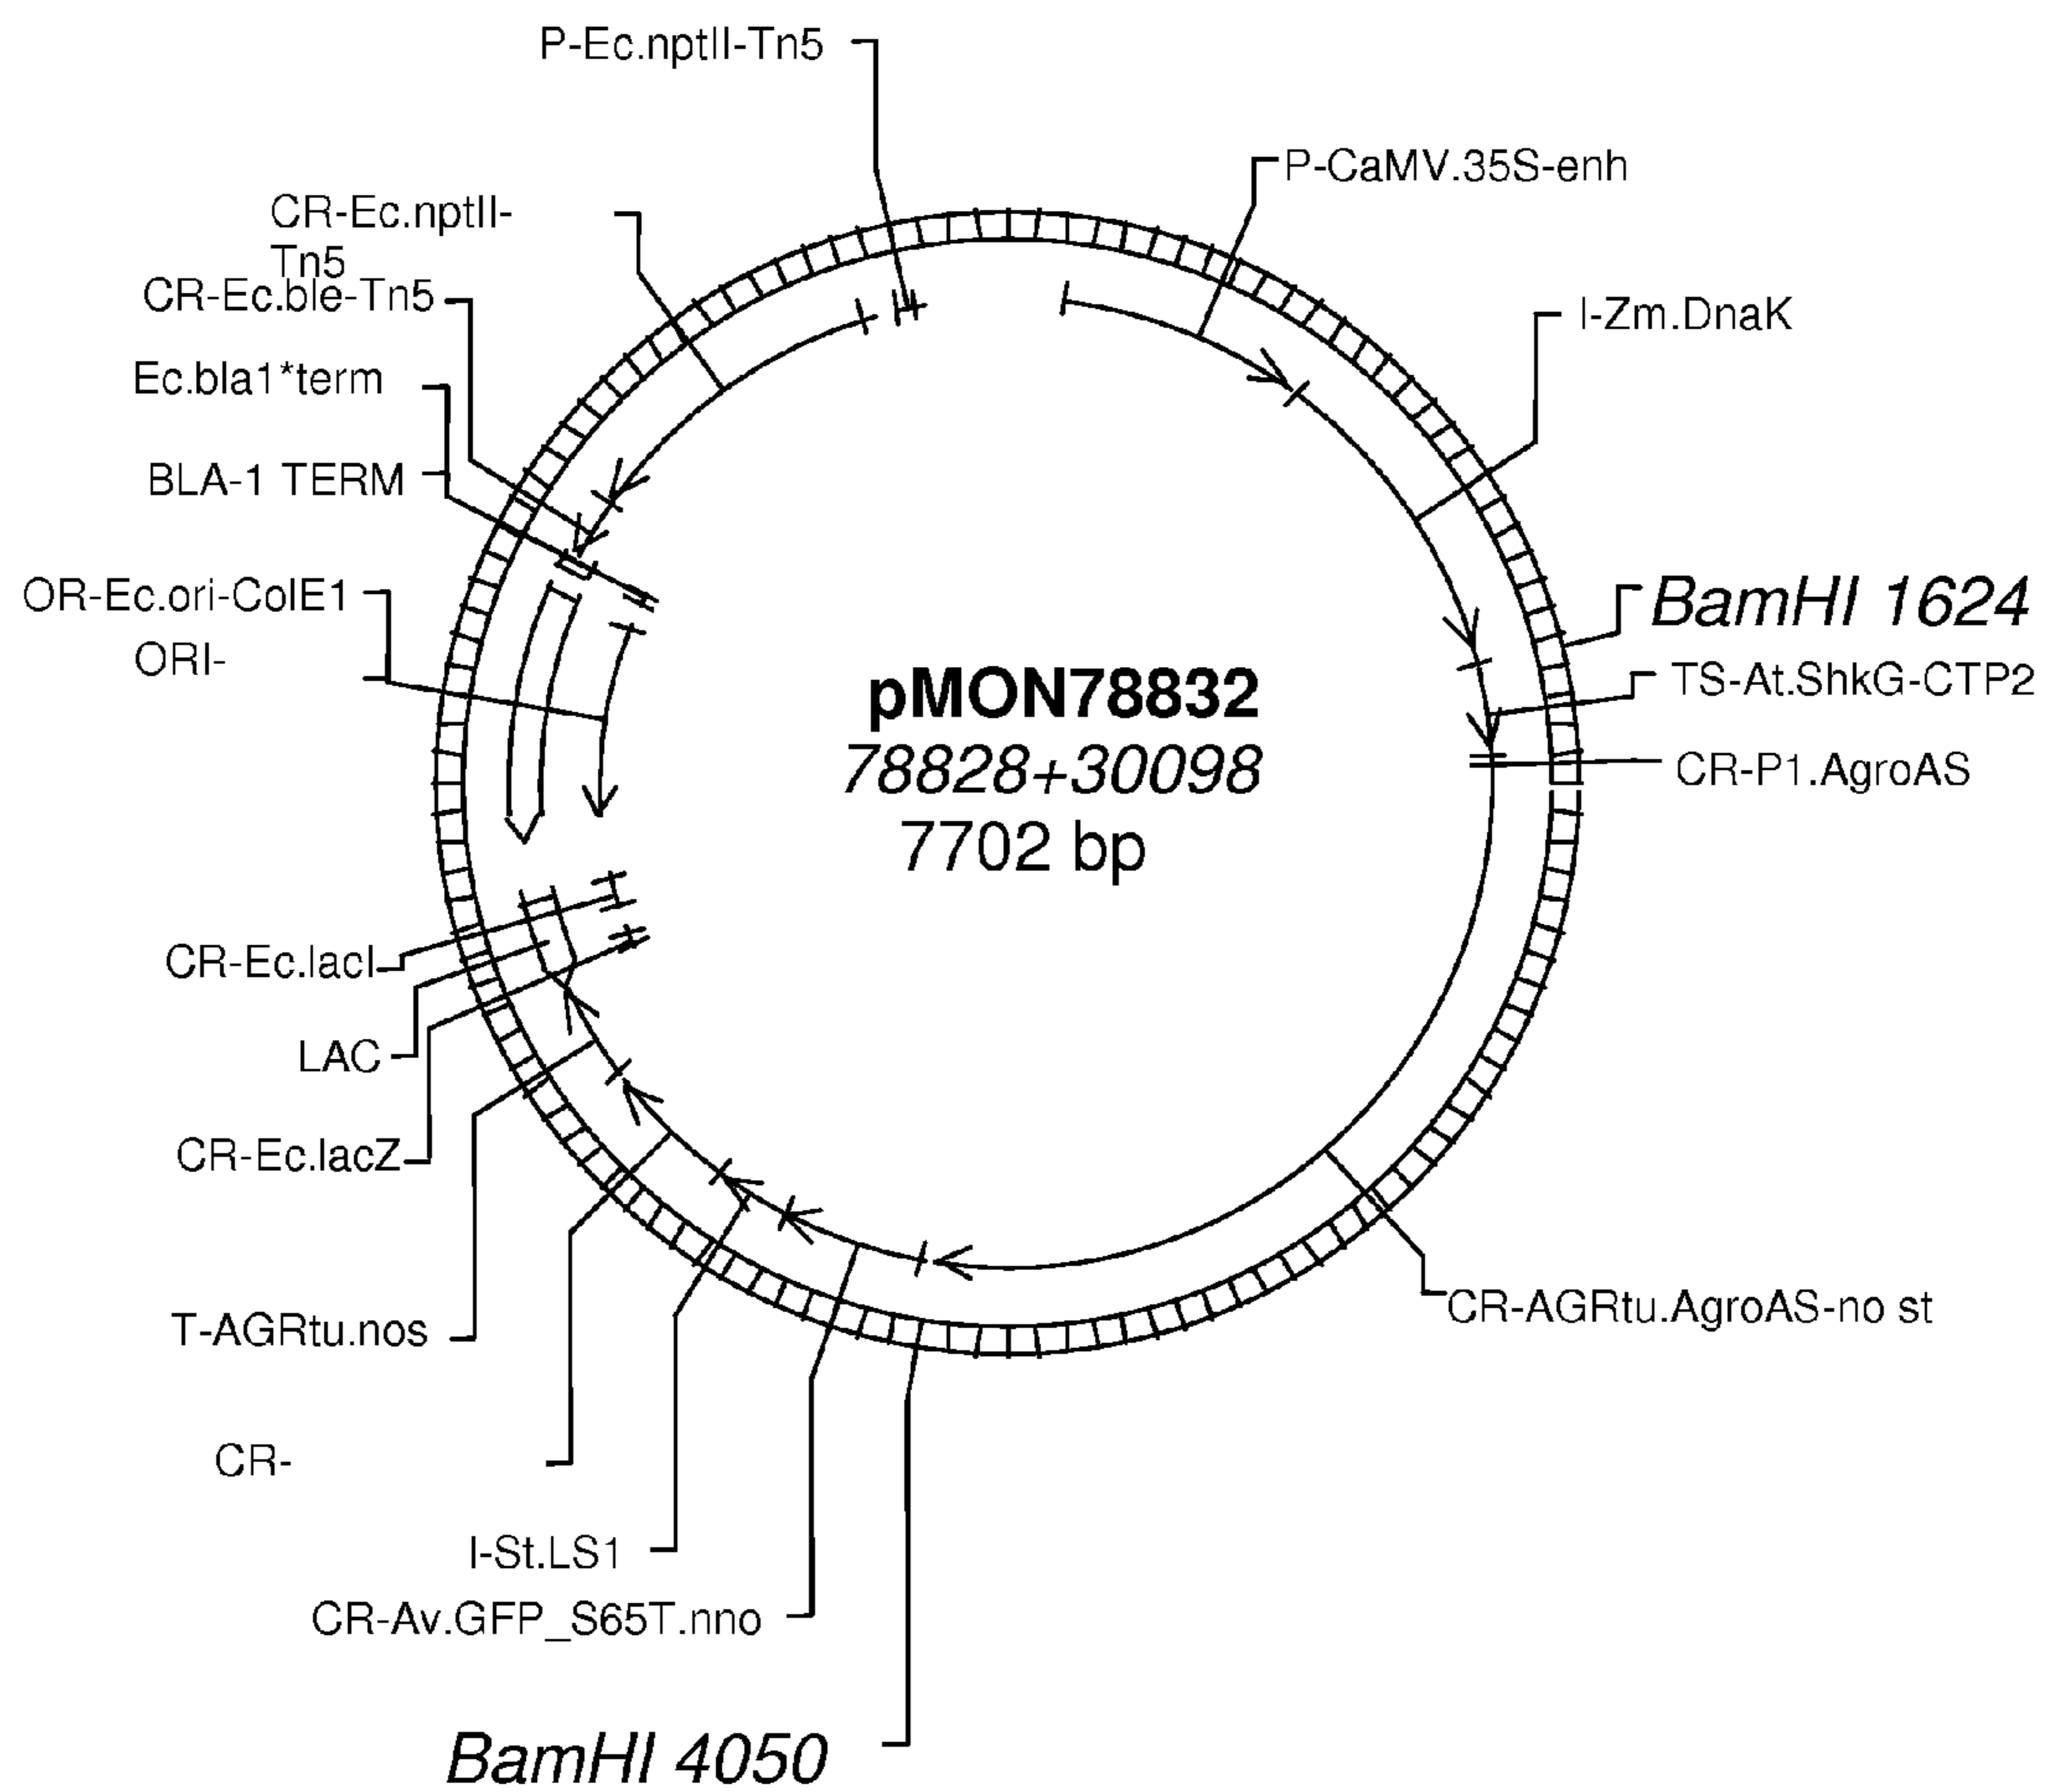 P-Ec.nptII-Tn5
P-CaMV.35S-enh
CR-Ec.nptII-
Tn5
CR-Ec.ble-Tn5
I-Zm.DnaK
Ec.bla1*term
BLA-1 TERM
OR-Ec.ori-ColE1
BamHI 1624
ORI-
TS-At.ShkG-CTP2
pMON78832
78828+30098
7702 bp
CR-P1.AgroAS
CR-Ec.lacI
LAC
CR-Ec.lacZ
CR-AGRtu.AgroAS-no st
T-AGRtu.nos
CR-
I-St.LS1
CR-Av.GFP_S65T.nno
BamHI 4050